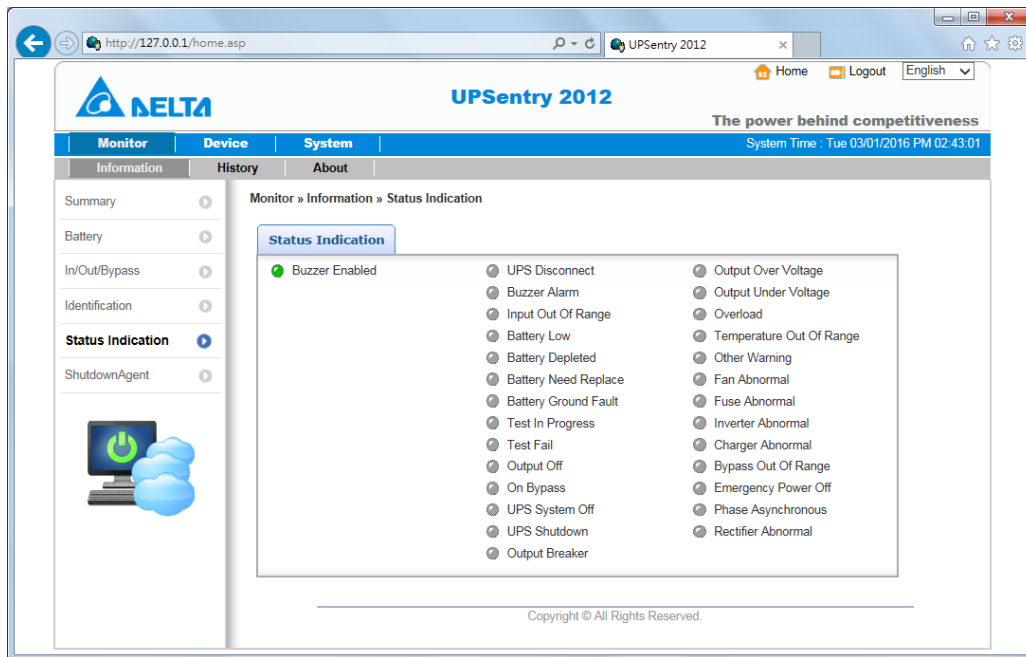 http://127.0.0.1/home.asp
UPSentry 2012
Home Logout English
DELTA
UPSentry 2012
The power behind competitiveness
Monitor Device System System Time : Tue 03/01/2016 PM 02:43:01
Information History About
Summary
Battery
In/Out/Bypass
Identification
Status Indication
ShutdownAgent
Monitor » Information » Status Indication
Status Indication
Buzzer Enabled
UPS Disconnect
Buzzer Alarm
Input Out Of Range
Battery Low
Battery Depleted
Battery Need Replace
Battery Ground Fault
Test In Progress
Test Fail
Output Off
On Bypass
UPS System Off
UPS Shutdown
Output Breaker
Output Over Voltage
Output Under Voltage
Overload
Temperature Out Of Range
Other Warning
Fan Abnormal
Fuse Abnormal
Inverter Abnormal
Charger Abnormal
Bypass Out Of Range
Emergency Power Off
Phase Asynchronous
Rectifier Abnormal
Copyright © All Rights Reserved.